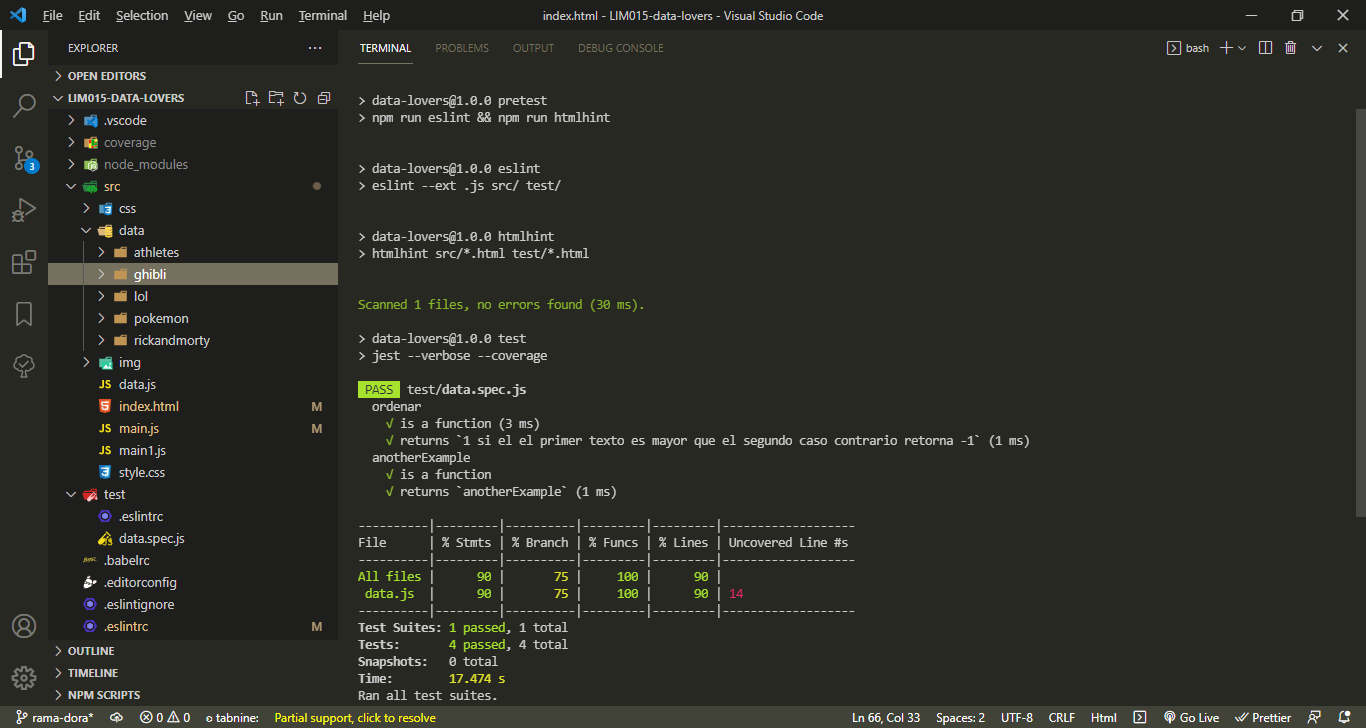 File Edit Selection View Go Run Terminal Help
index.html - LIM015-data-lovers - Visual Studio Code
EXPLORER
OPEN EDITORS
LIM015-DATA-LOVERS
.vscode
coverage
node_modules
src
css
data
athletes
ghibli
lol
pokemon
rickandmorty
img
JS data.js
index.html M
JS main.js M
JS main1.js
style.css
test
.eslintrc
data.spec.js
.babelrc
.editorconfig
.eslintignore
.eslintrc M
OUTLINE
TIMELINE
NPM SCRIPTS
3
TERMINAL PROBLEMS OUTPUT DEBUG CONSOLE
bash
> data-lovers@1.0.0 pretest
> npm run eslint && npm run htmlhint
> data-lovers@1.0.0 eslint
> eslint --ext .js src/ test/
> data-lovers@1.0.0 htmlhint
> htmlhint src/*.html test/*.html
Scanned 1 files, no errors found (30 ms).
> data-lovers@1.0.0 test
> jest --verbose --coverage
PASS test/data.spec.js
ordenar
√ is a function (3 ms)
√ returns `1 si el el primer texto es mayor que el segundo caso contrario retorna -1` (1 ms)
anotherExample
√ is a function
√ returns `anotherExample` (1 ms)
----------|---------|----------|---------|---------|-------------------
File | % Stmts | % Branch | % Funcs | % Lines | Uncovered Line #s
----------|---------|----------|---------|---------|-------------------
All files | 90 | 75 | 100 | 90 |
data.js | 90 | 75 | 100 | 90 | 14
----------|---------|----------|---------|---------|-------------------
Test Suites: 1 passed, 1 total
Tests: 4 passed, 4 total
Snapshots: 0 total
Time: 17.474 s
Ran all test suites.
rama-dora* 0 0 tabnine: Partial support, click to resolve Ln 66, Col 33 Spaces: 2 UTF-8 CRLF Html Go Live Prettier